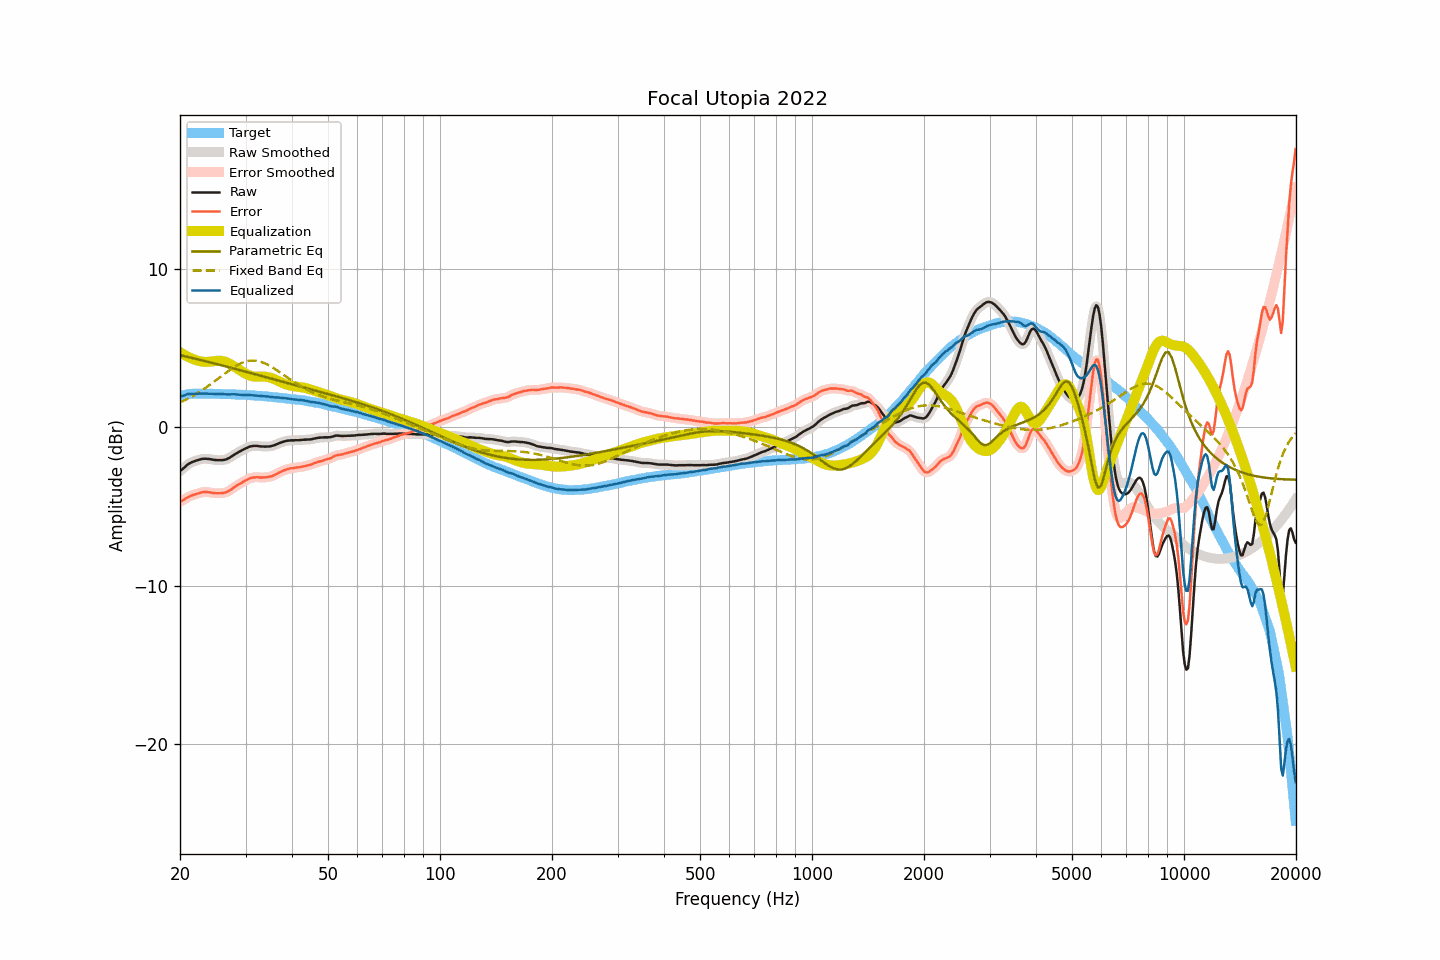 Focal Utopia 2022
Target
Raw Smoothed
Error Smoothed
Raw
Error
Equalization
Parametric Eq
Fixed Band Eq
Equalized
10
0
−10
−20
Amplitude (dBr)
20 50 100 200 500 1000 2000 5000 10000 20000
Frequency (Hz)